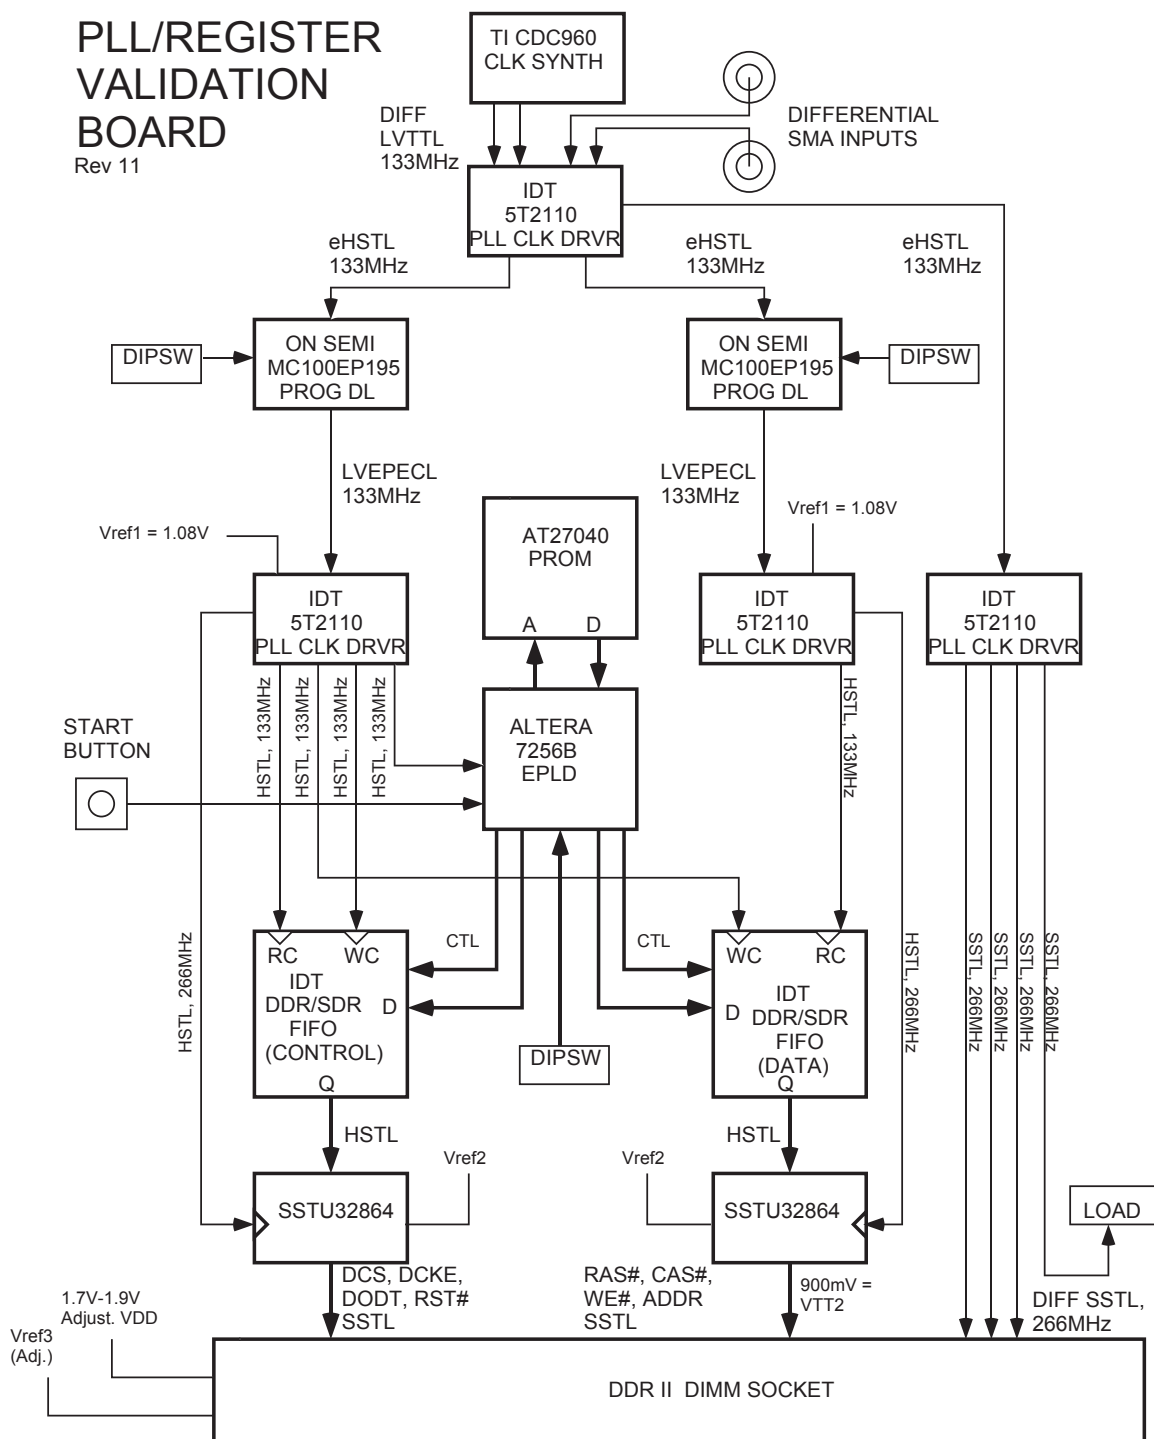 PLL/REGISTER
VALIDATION
BOARD
Rev 11
TI CDC960
CLK SYNTH
DIFF
LVTTL
133MHz
DIFFERENTIAL
SMA INPUTS
IDT
5T2110
PLL CLK DRVR
eHSTL
133MHz
eHSTL
133MHz
eHSTL
133MHz
DIPSW
ON SEMI
MC100EP195
PROG DL
ON SEMI
MC100EP195
PROG DL
DIPSW
LVEPECL
133MHz
LVEPECL
133MHz
Vref1 = 1.08V
Vref1 = 1.08V
AT27040
PROM
A D
IDT
5T2110
PLL CLK DRVR
IDT
5T2110
PLL CLK DRVR
IDT
5T2110
PLL CLK DRVR
HSTL, 133MHz
HSTL, 133MHz
HSTL, 133MHz
HSTL, 133MHz
HSTL, 133MHz
START
BUTTON
ALTERA
7256B
EPLD
HSTL, 266MHz
RC WC
IDT
DDR/SDR
FIFO
(CONTROL)
D
Q
CTL
CTL
DIPSW
WC RC
D
IDT
DDR/SDR
FIFO
(DATA)
Q
HSTL, 266MHz
SSTL, 266MHz
SSTL, 266MHz
SSTL, 266MHz
SSTL, 266MHz
HSTL
HSTL
Vref2
Vref2
SSTU32864
SSTU32864
LOAD
DCS, DCKE,
DODT, RST#
SSTL
RAS#, CAS#,
WE#, ADDR
SSTL
900mV =
VTT2
DIFF SSTL,
266MHz
1.7V-1.9V
Adjust. VDD
Vref3
(Adj.)
DDR II DIMM SOCKET